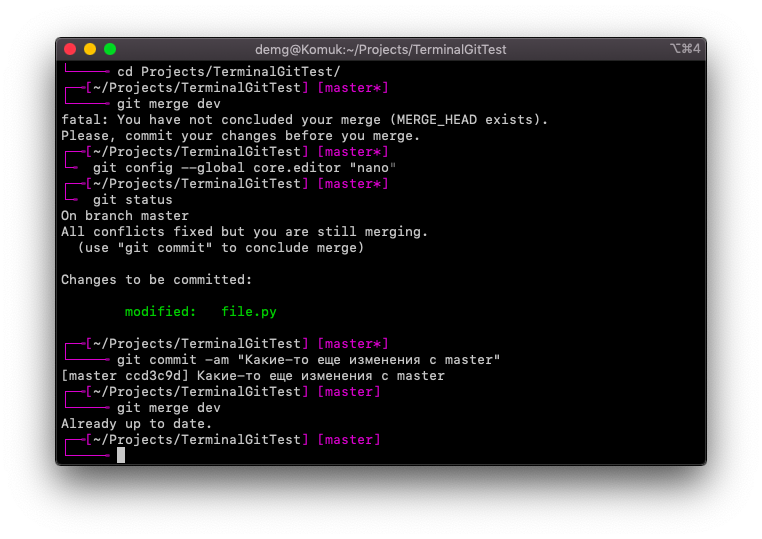 demg@Komuk:~/Projects/TerminalGitTest
⌥⌘4
└────→ cd Projects/TerminalGitTest/
┌──→[~/Projects/TerminalGitTest] [master*]
└────→ git merge dev
fatal: You have not concluded your merge (MERGE_HEAD exists).
Please, commit your changes before you merge.
┌──→[~/Projects/TerminalGitTest] [master*]
└→ git config --global core.editor "nano"
┌──→[~/Projects/TerminalGitTest] [master*]
└→ git status
On branch master
All conflicts fixed but you are still merging.
  (use "git commit" to conclude merge)
Changes to be committed:
        modified:   file.py
┌──→[~/Projects/TerminalGitTest] [master*]
└────→ git commit -am "Какие-то еще изменения с master"
[master ccd3c9d] Какие-то еще изменения с master
┌──→[~/Projects/TerminalGitTest] [master]
└────→ git merge dev
Already up to date.
┌──→[~/Projects/TerminalGitTest] [master]
└────→